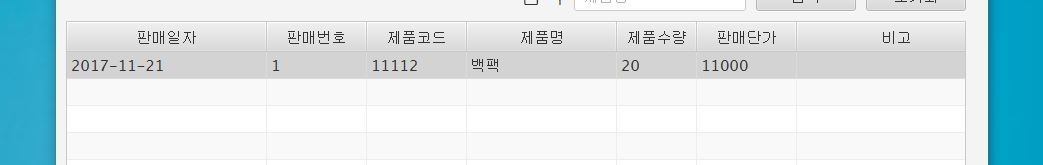 판매일자 판매번호 제품코드 제품명 제품수량 판매단가 비고
2017-11-21 1 11112 백팩 20 11000